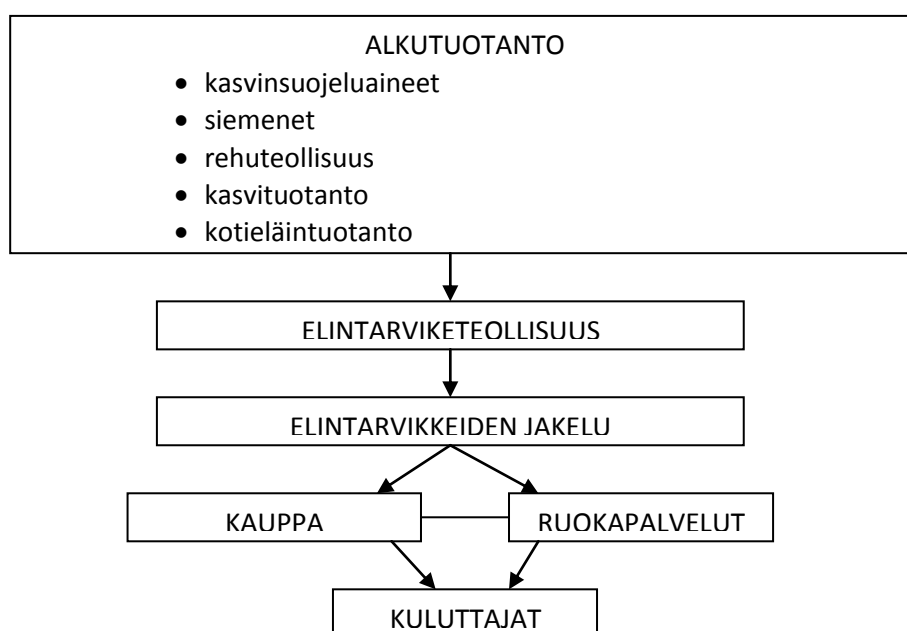 ALKUTUOTANTO
• kasvinsuojeluaineet
• siemenet
• rehuteollisuus
• kasvituotanto
• kotieläintuotanto
ELINTARVIKETEOLLISUUS
ELINTARVIKKEIDEN JAKELU
KAUPPA
RUOKAPALVELUT
KULUTTAJAT